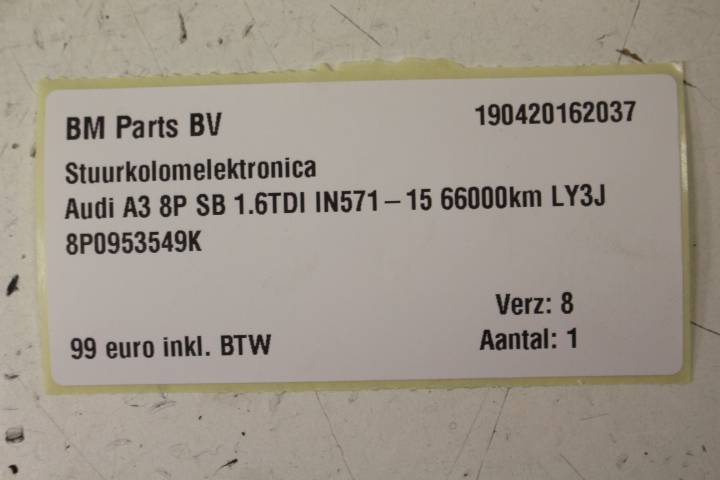 BM Parts BV 190420162037
Stuurkolomelektronica
Audi A3 8P SB 1.6TDI IN571-15 66000km LY3J
8P0953549K
Verz: 8
99 euro inkl. BTW Aantal: 1